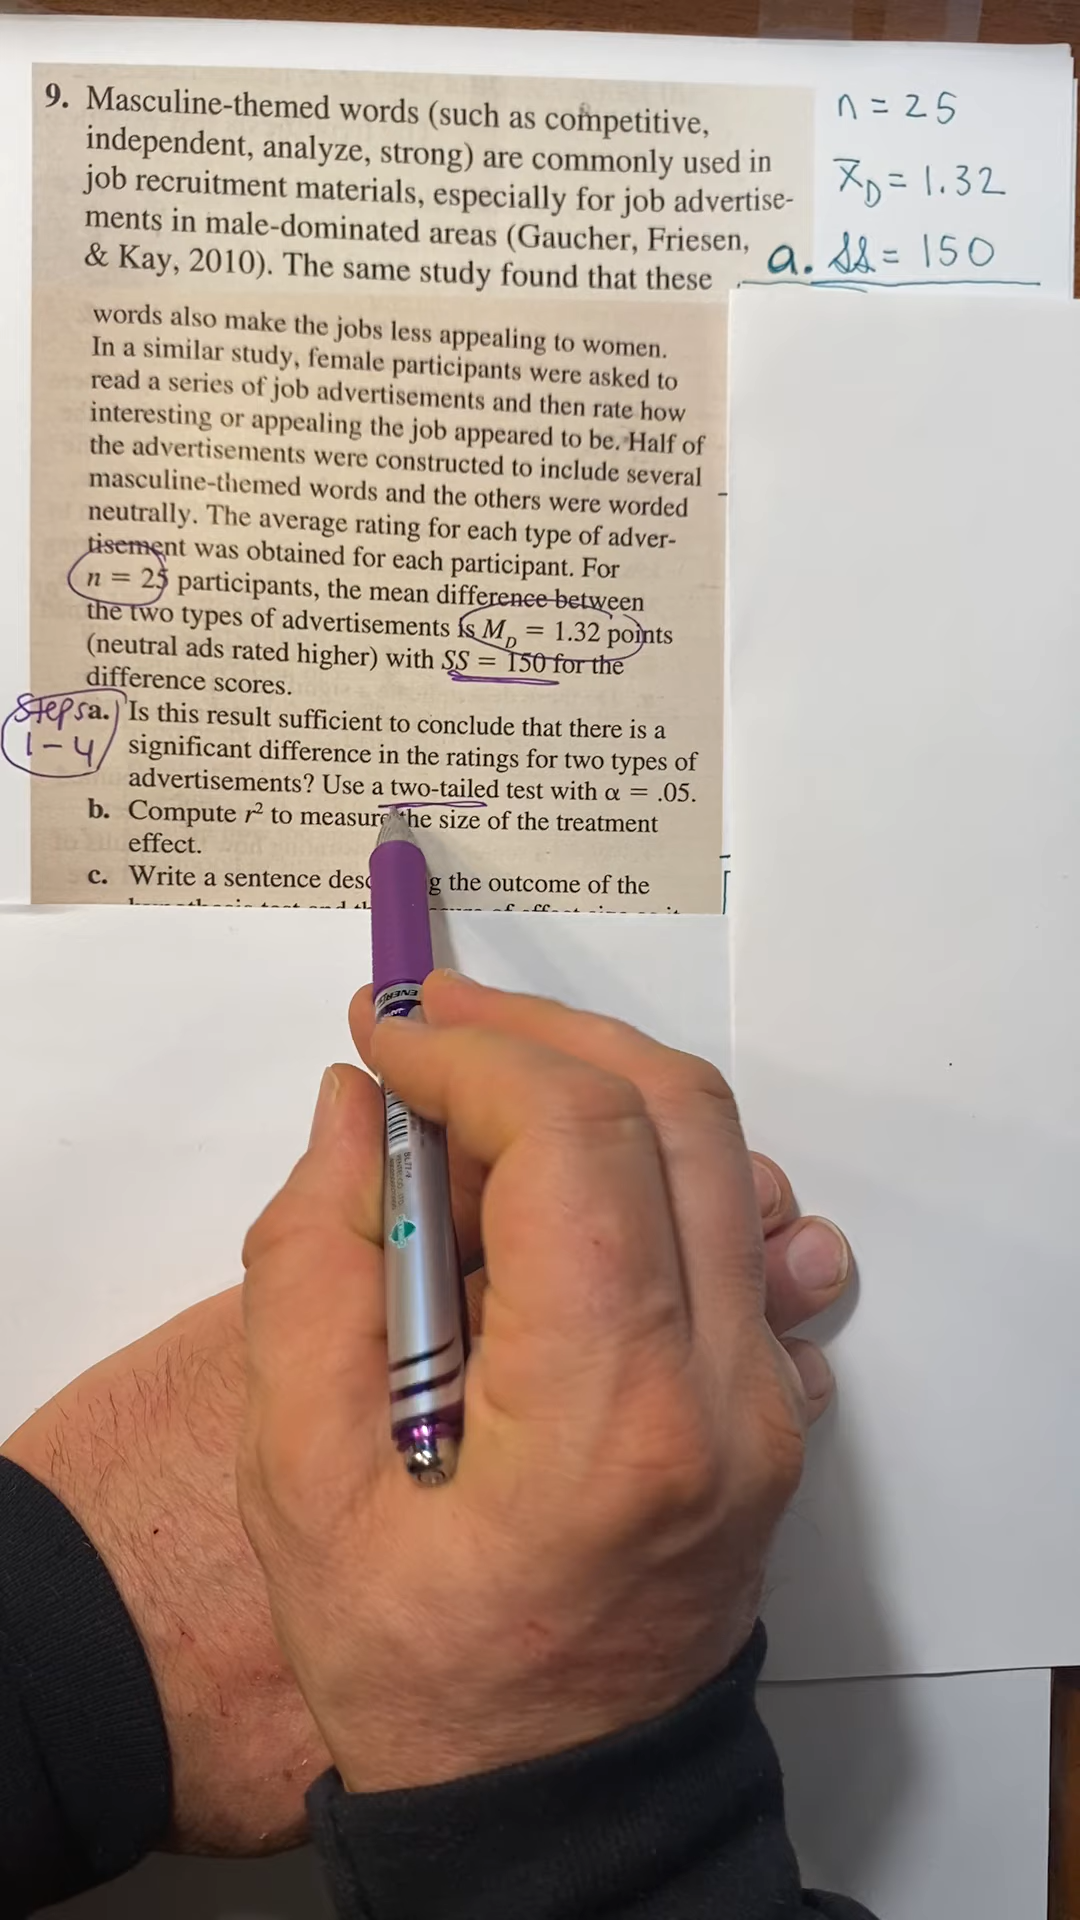 9. Masculine-themed words (such as competitive,
independent, analyze, strong) are commonly used in
job recruitment materials, especially for job advertise-
ments in male-dominated areas (Gaucher, Friesen,
& Kay, 2010). The same study found that these
n = 25
x̄D = 1.32
a. SS = 150
words also make the jobs less appealing to women.
In a similar study, female participants were asked to
read a series of job advertisements and then rate how
interesting or appealing the job appeared to be. Half of
the advertisements were constructed to include several
masculine-themed words and the others were worded
neutrally. The average rating for each type of adver-
tisement was obtained for each participant. For
n = 25 participants, the mean difference between
the two types of advertisements is MD = 1.32 points
(neutral ads rated higher) with SS = 150 for the
difference scores.
Steps
1-4
a. Is this result sufficient to conclude that there is a
significant difference in the ratings for two types of
advertisements? Use a two-tailed test with α = .05.
b. Compute r² to measure the size of the treatment
effect.
c. Write a sentence g the outcome of the